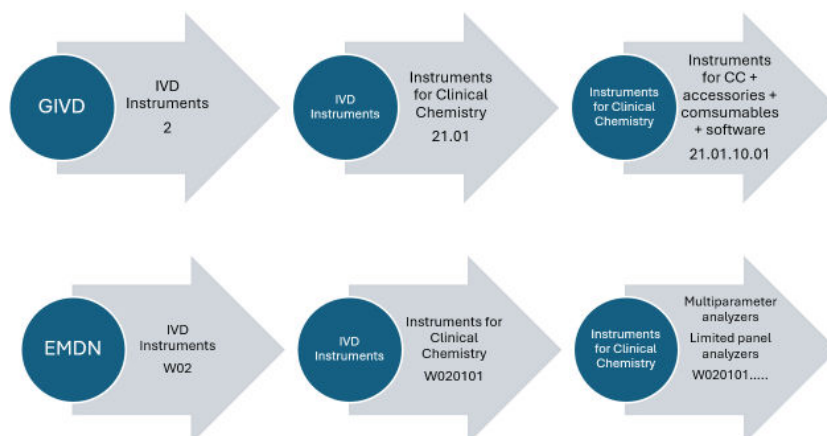 GIVD
IVD
Instruments
2
IVD
Instruments
Instruments
for Clinical
Chemistry
21.01
Instruments
for Clinical
Chemistry
Instruments
for CC +
accessories +
comsumables
+ software
21.01.10.01
EMDN
IVD
Instruments
W02
IVD
Instruments
Instruments for
Clinical
Chemistry
W020101
Instruments
for Clinical
Chemistry
Multiparameter
analyzers
Limited panel
analyzers
W020101.....